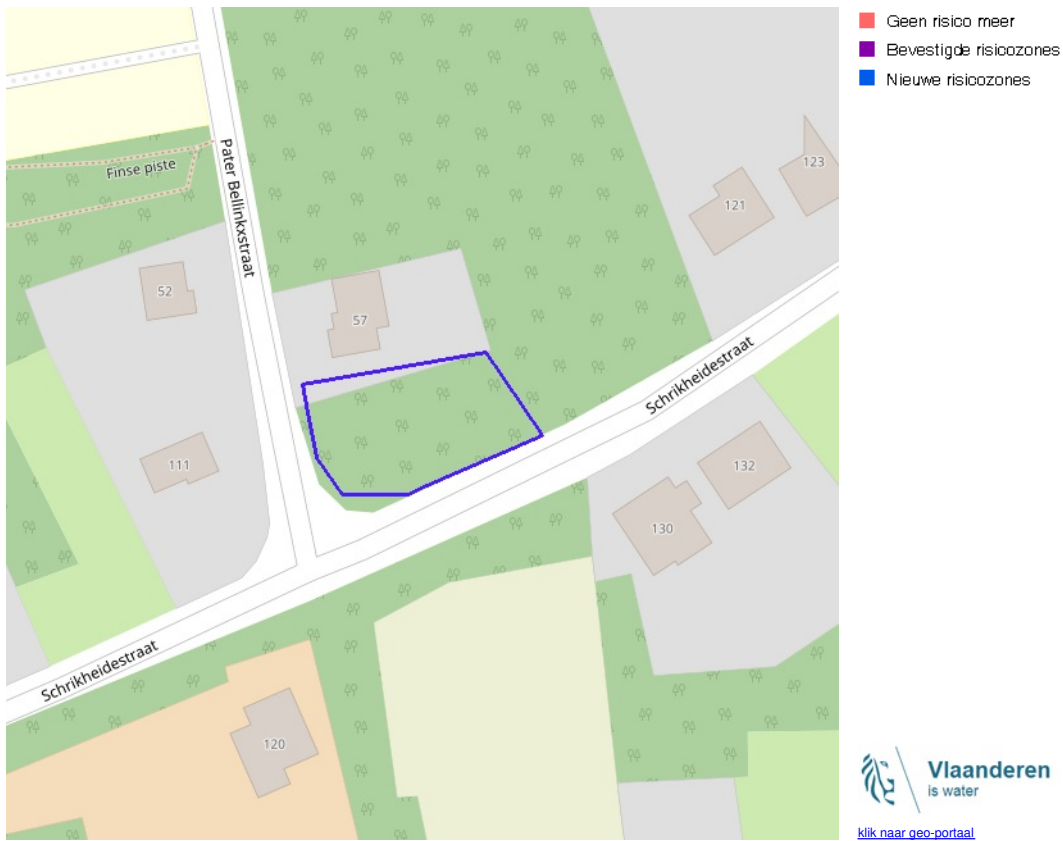 Geen risico meer
Bevestigde risicozones
Nieuwe risicozones
Finse piste
Pater Bellinkxstraat
123
121
52
57
Schrikheidestraat
111
132
130
Schrikheidestraat
120
Vlaanderen
is water
klik naar geo-portaal